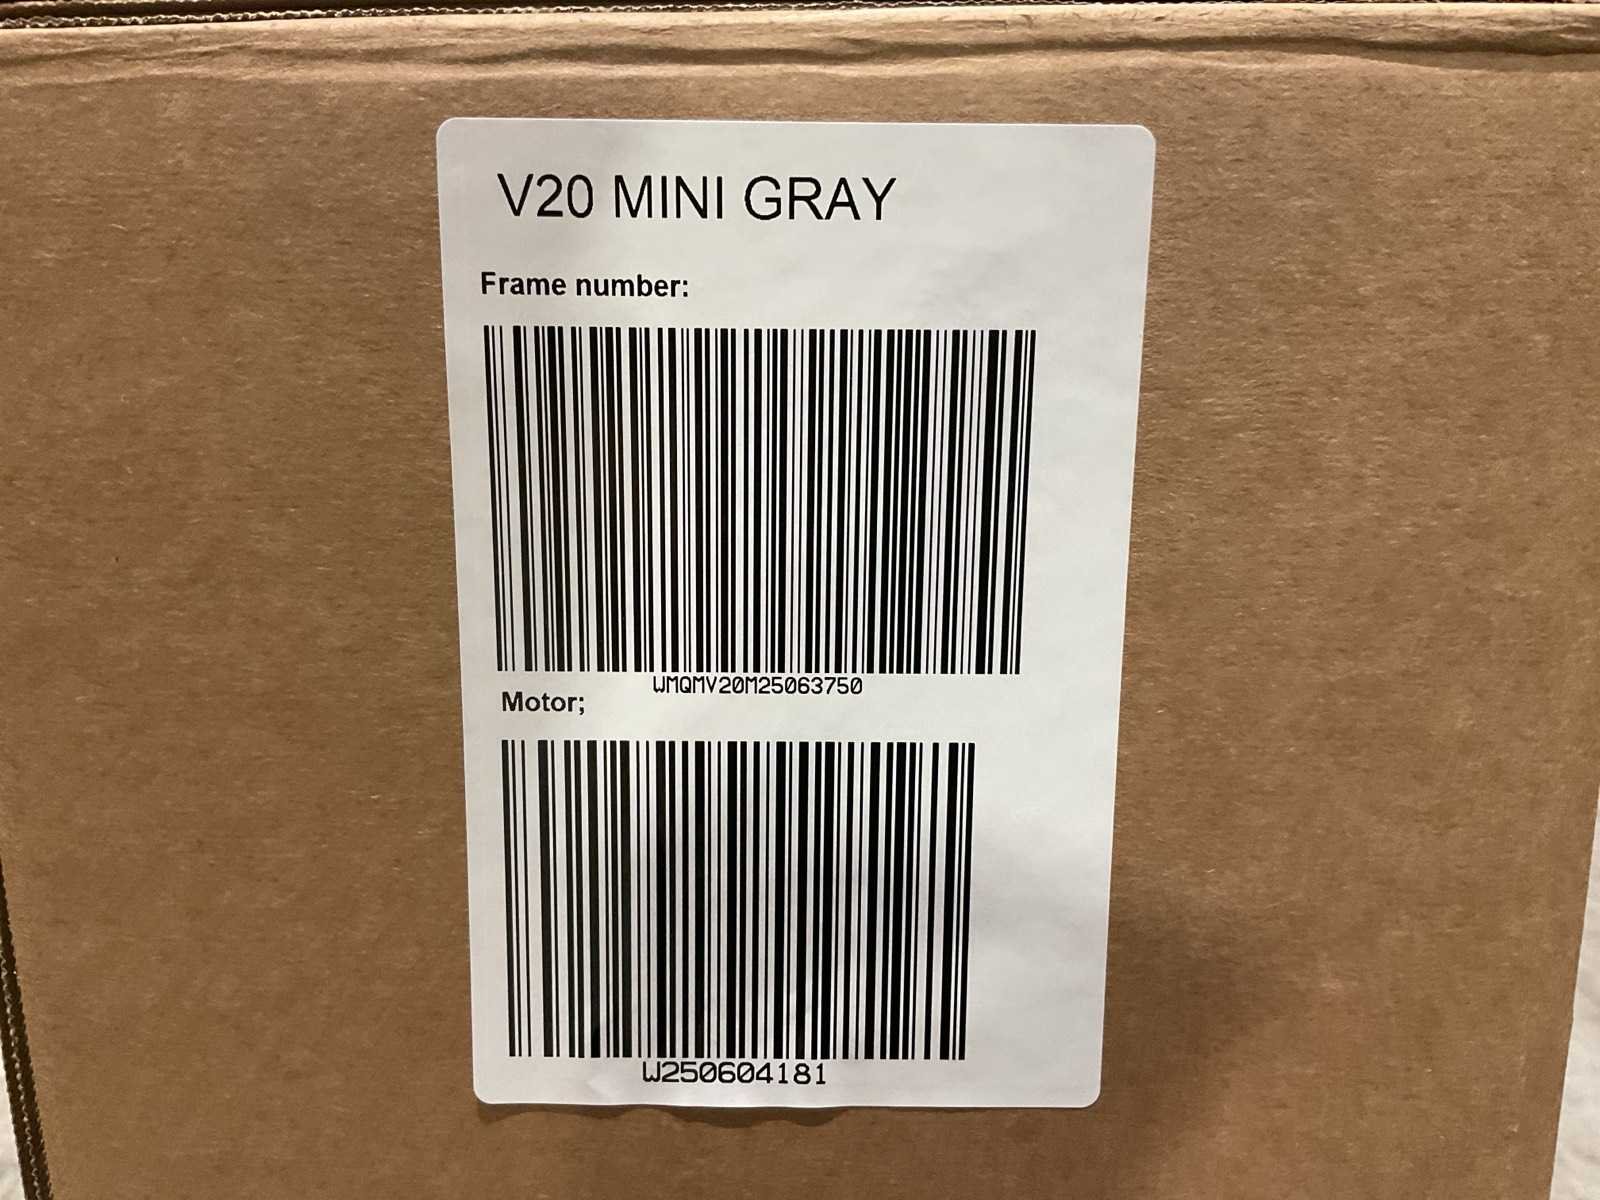 V20 MINI GRAY
Frame number:
WMQMV20M25063750
Motor;
W250604181